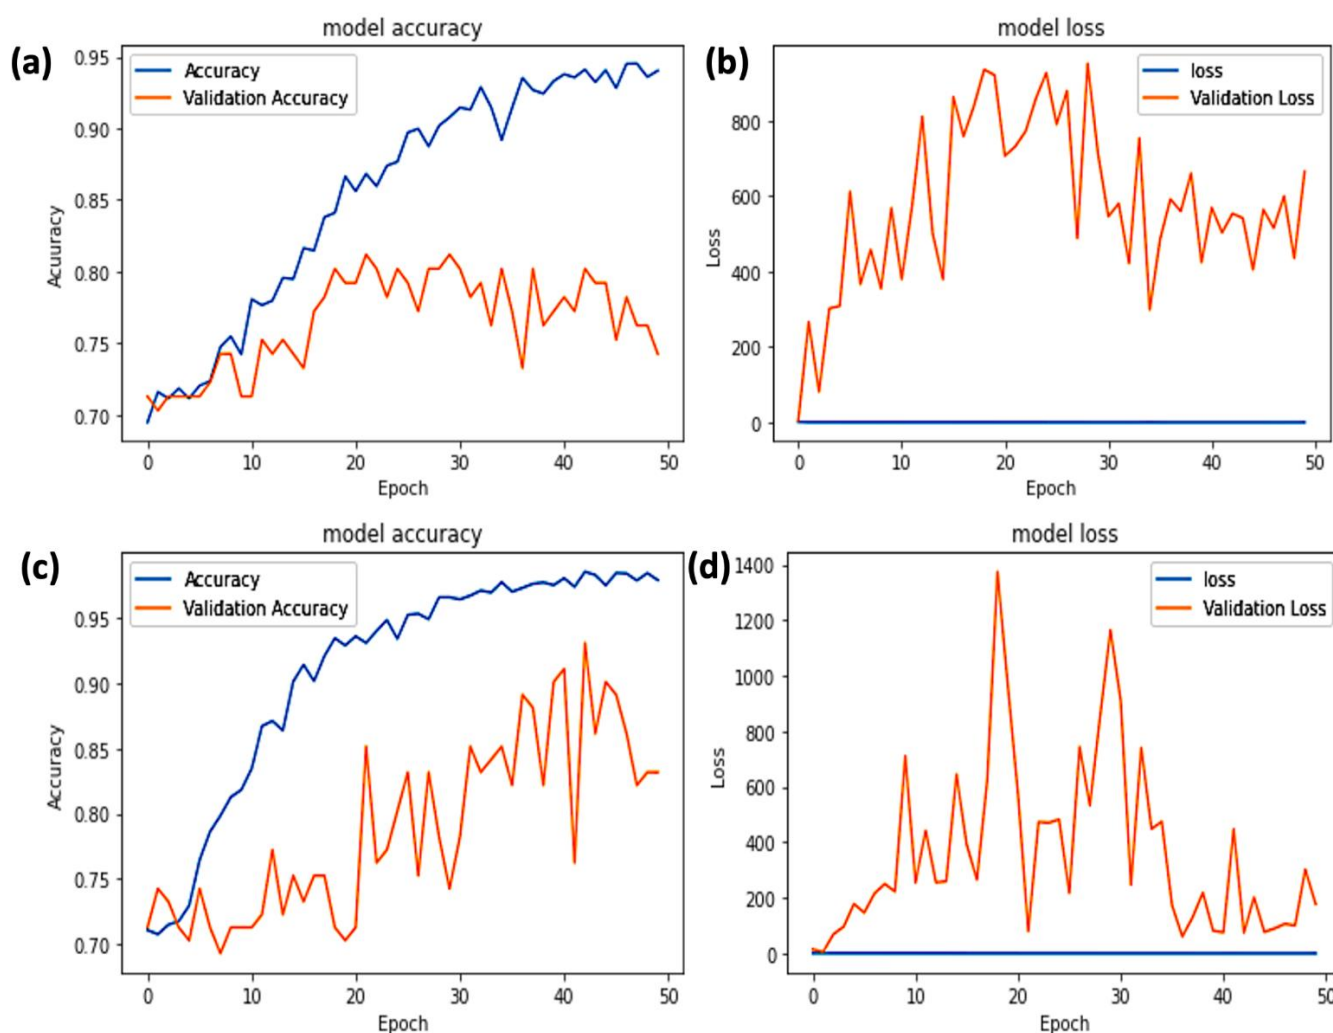 model accuracy
(a)
Accuracy
Validation Accuracy
0.95
0.90
0.85
0.80
0.75
0.70
Acuuracy
0 10 20 30 40 50
Epoch
model loss
(b)
loss
Validation Loss
800
600
400
200
0
Loss
0 10 20 30 40 50
Epoch
model accuracy
(c)
Accuracy
Validation Accuracy
0.95
0.90
0.85
0.80
0.75
0.70
Accuracy
0 10 20 30 40 50
Epoch
model loss
(d)
loss
Validation Loss
1400
1200
1000
800
600
400
200
0
Loss
0 10 20 30 40 50
Epoch